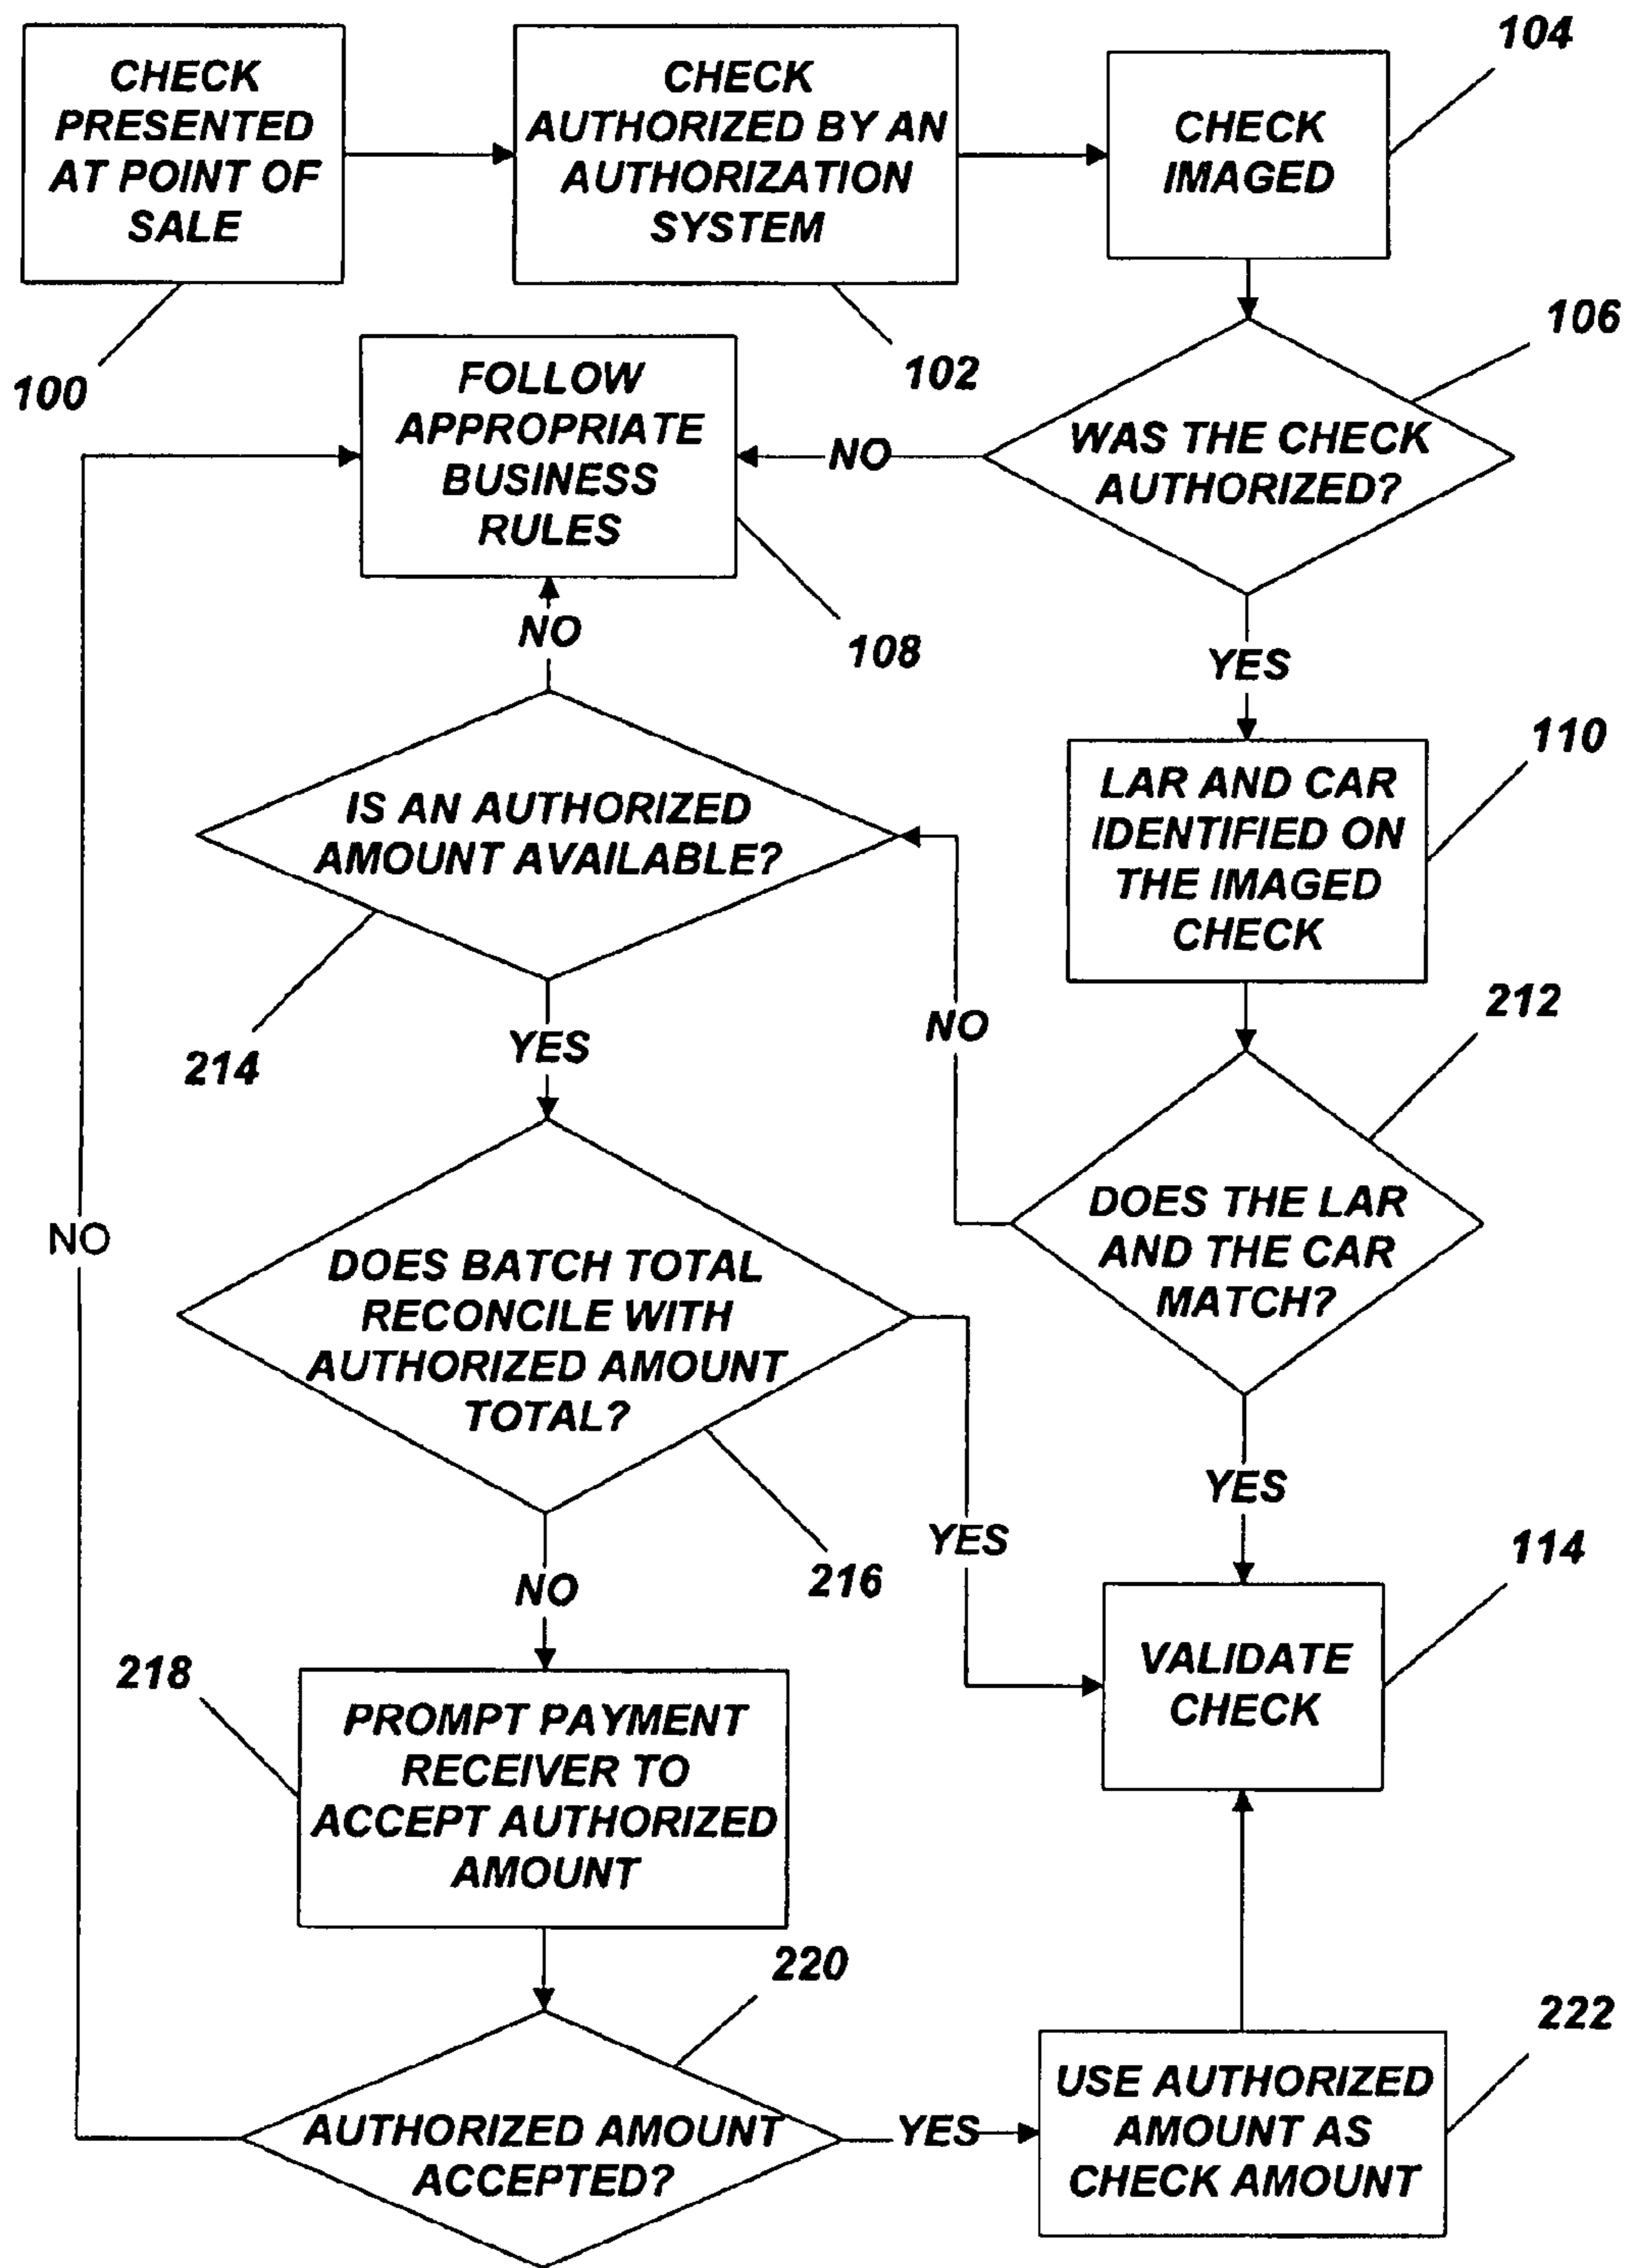 CHECK
PRESENTED
AT POINT OF
SALE
100
CHECK
AUTHORIZED BY AN
AUTHORIZATION
SYSTEM
102
CHECK
IMAGED
104
WAS THE CHECK
AUTHORIZED?
106
NO
FOLLOW
APPROPRIATE
BUSINESS
RULES
108
YES
LAR AND CAR
IDENTIFIED ON
THE IMAGED
CHECK
110
DOES THE LAR
AND THE CAR
MATCH?
212
NO
IS AN AUTHORIZED
AMOUNT AVAILABLE?
214
NO
YES
DOES BATCH TOTAL
RECONCILE WITH
AUTHORIZED AMOUNT
TOTAL?
216
YES
YES
VALIDATE
CHECK
114
NO
PROMPT PAYMENT
RECEIVER TO
ACCEPT AUTHORIZED
AMOUNT
218
AUTHORIZED AMOUNT
ACCEPTED?
220
NO
YES
USE AUTHORIZED
AMOUNT AS
CHECK AMOUNT
222